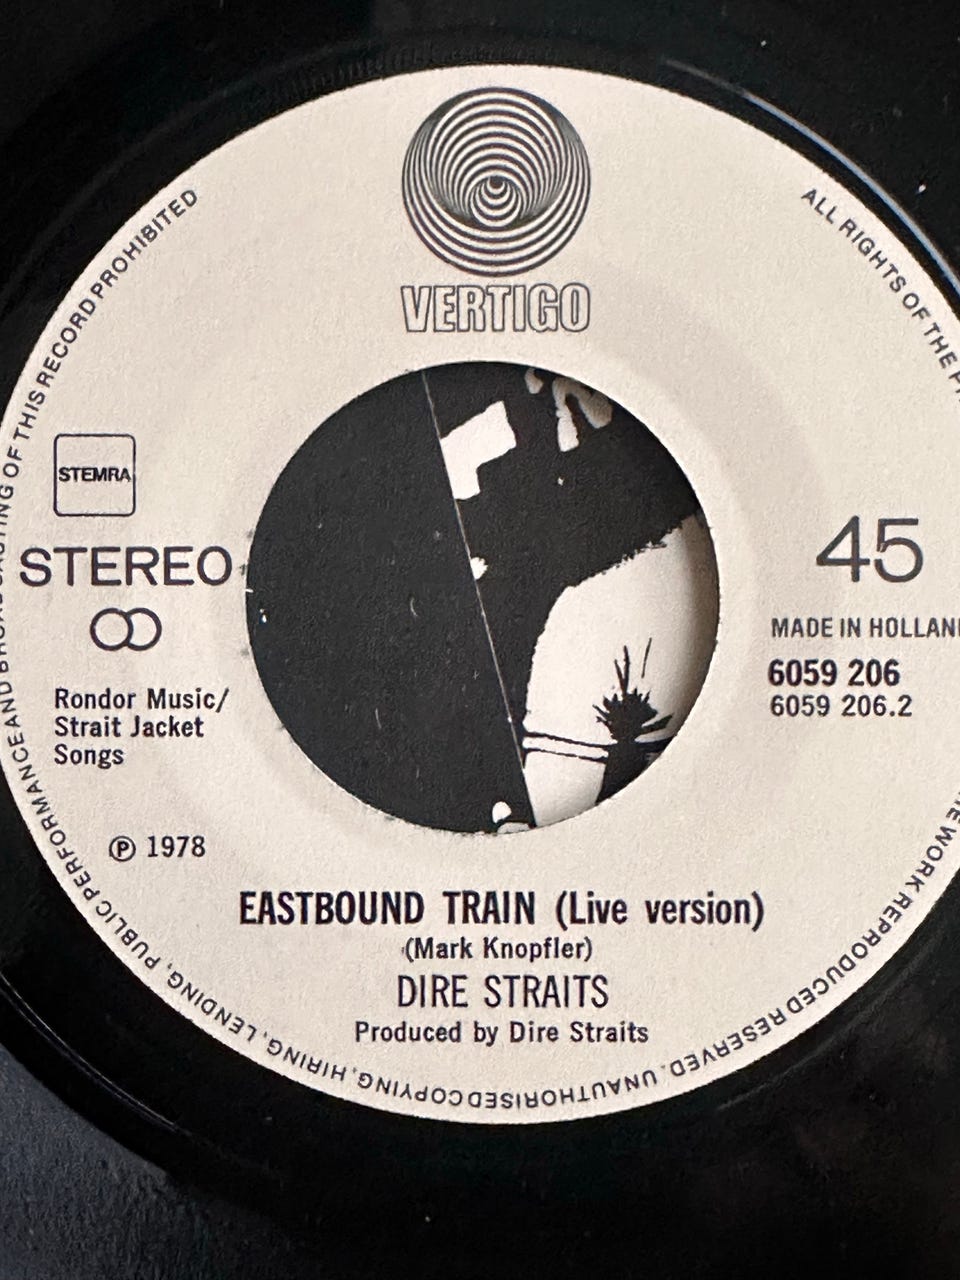 VERTIGO
STEMRA
STEREO
45
MADE IN HOLLAN
6059 206
6059 206.2
Rondor Music/
Strait Jacket
Songs
℗ 1978
EASTBOUND TRAIN (Live version)
(Mark Knopfler)
DIRE STRAITS
Produced by Dire Straits
ALL RIGHTS OF THE
WORK REPRODUCED RESERVED. UNAUTHORISED COPYING, HIRING, LENDING, PUBLIC PERFORMANCE AND BROADCASTING OF THIS RECORD PROHIBITED